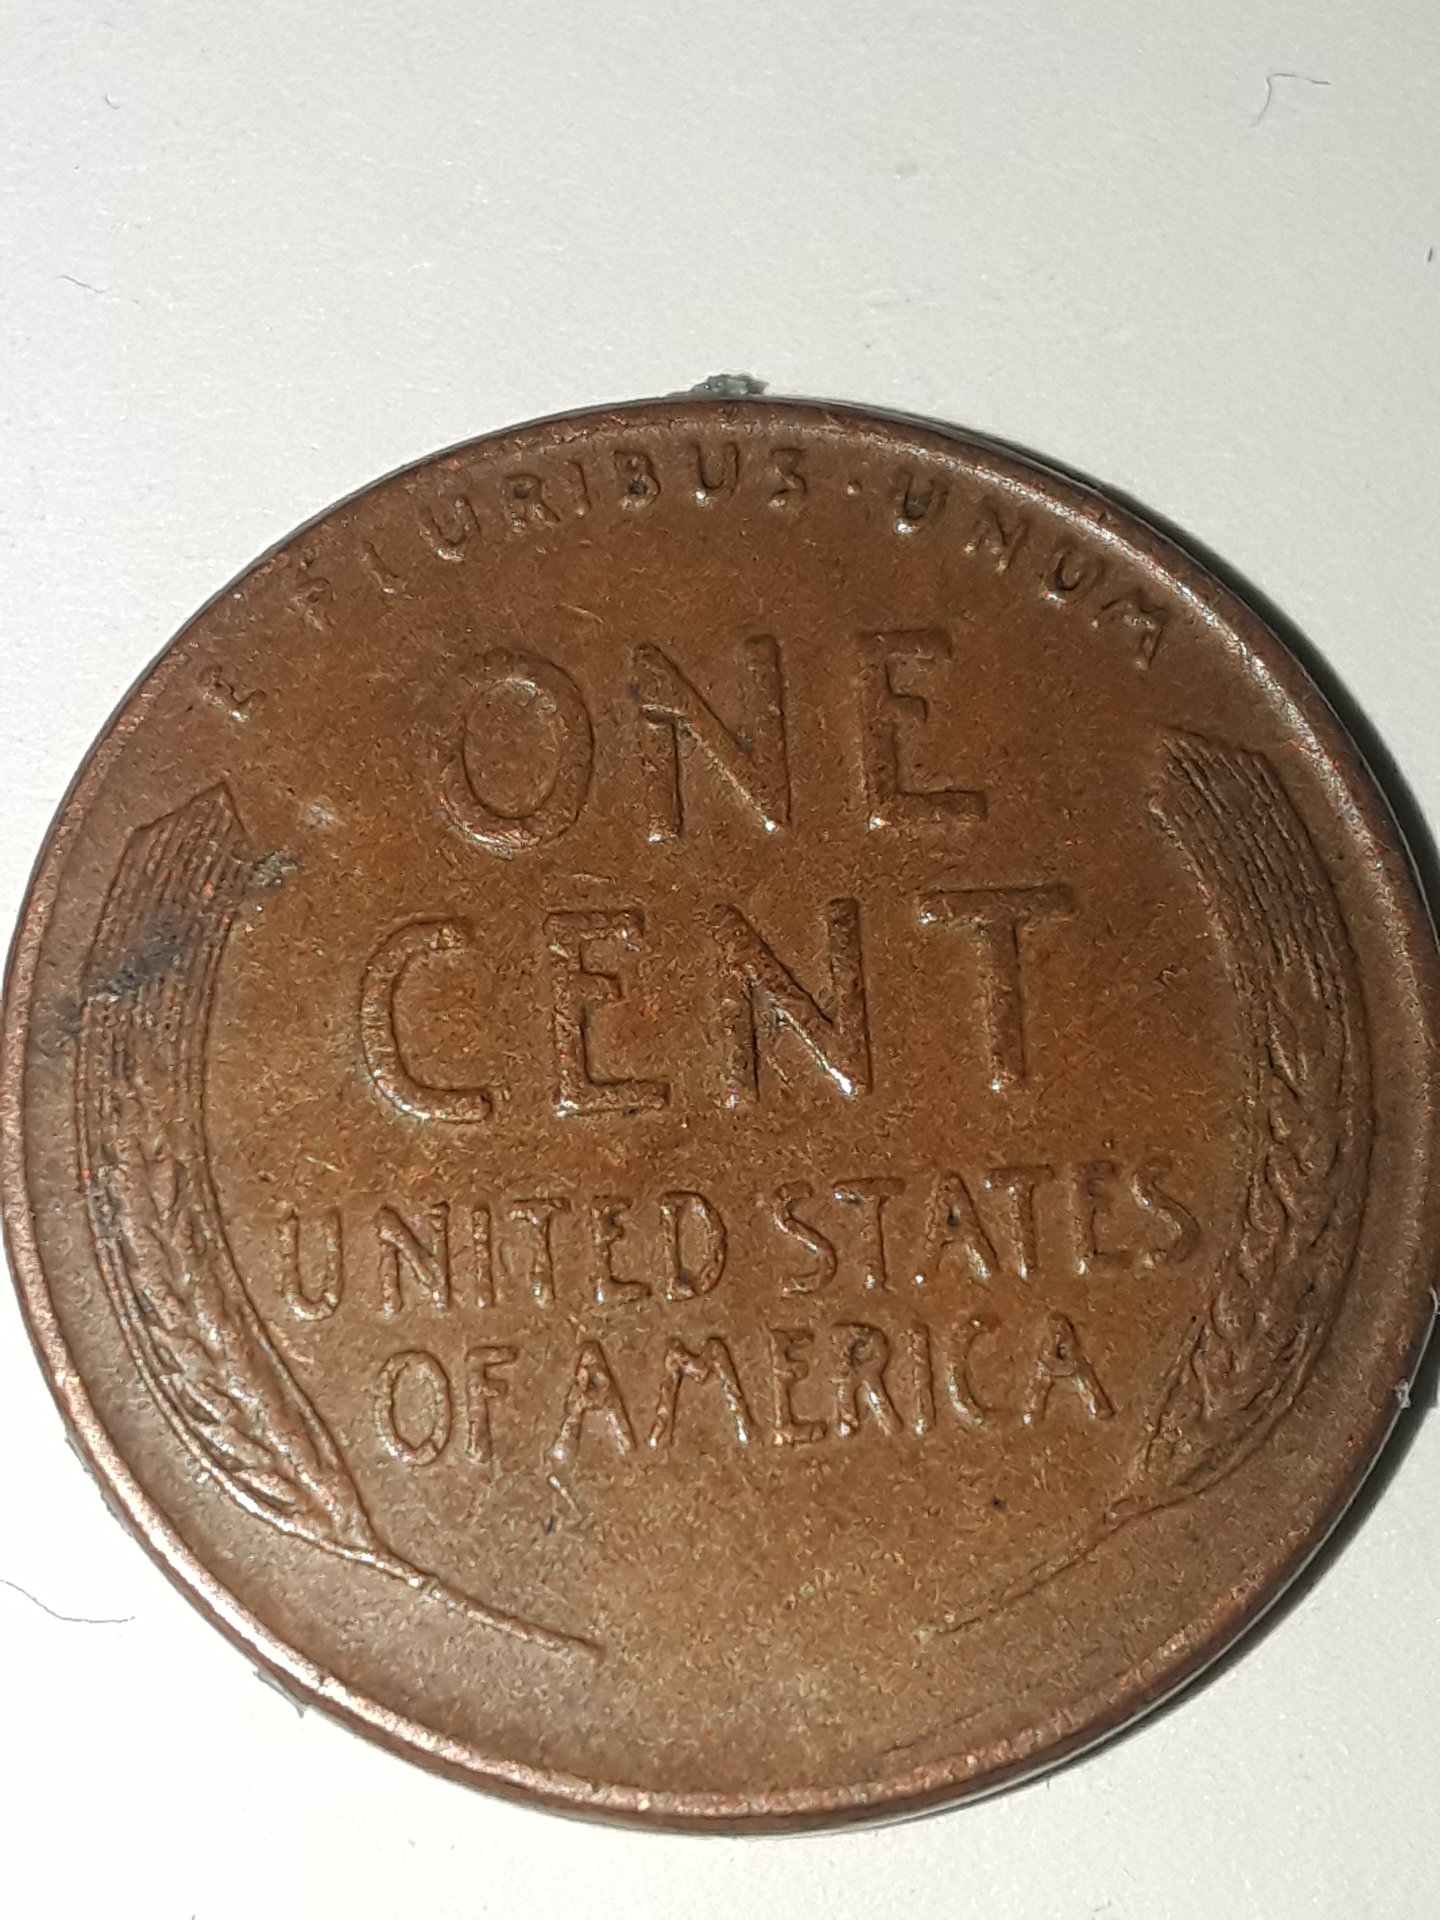 E PLURIBUS·UNUM
ONE
CENT
UNITED STATES
OF AMERICA